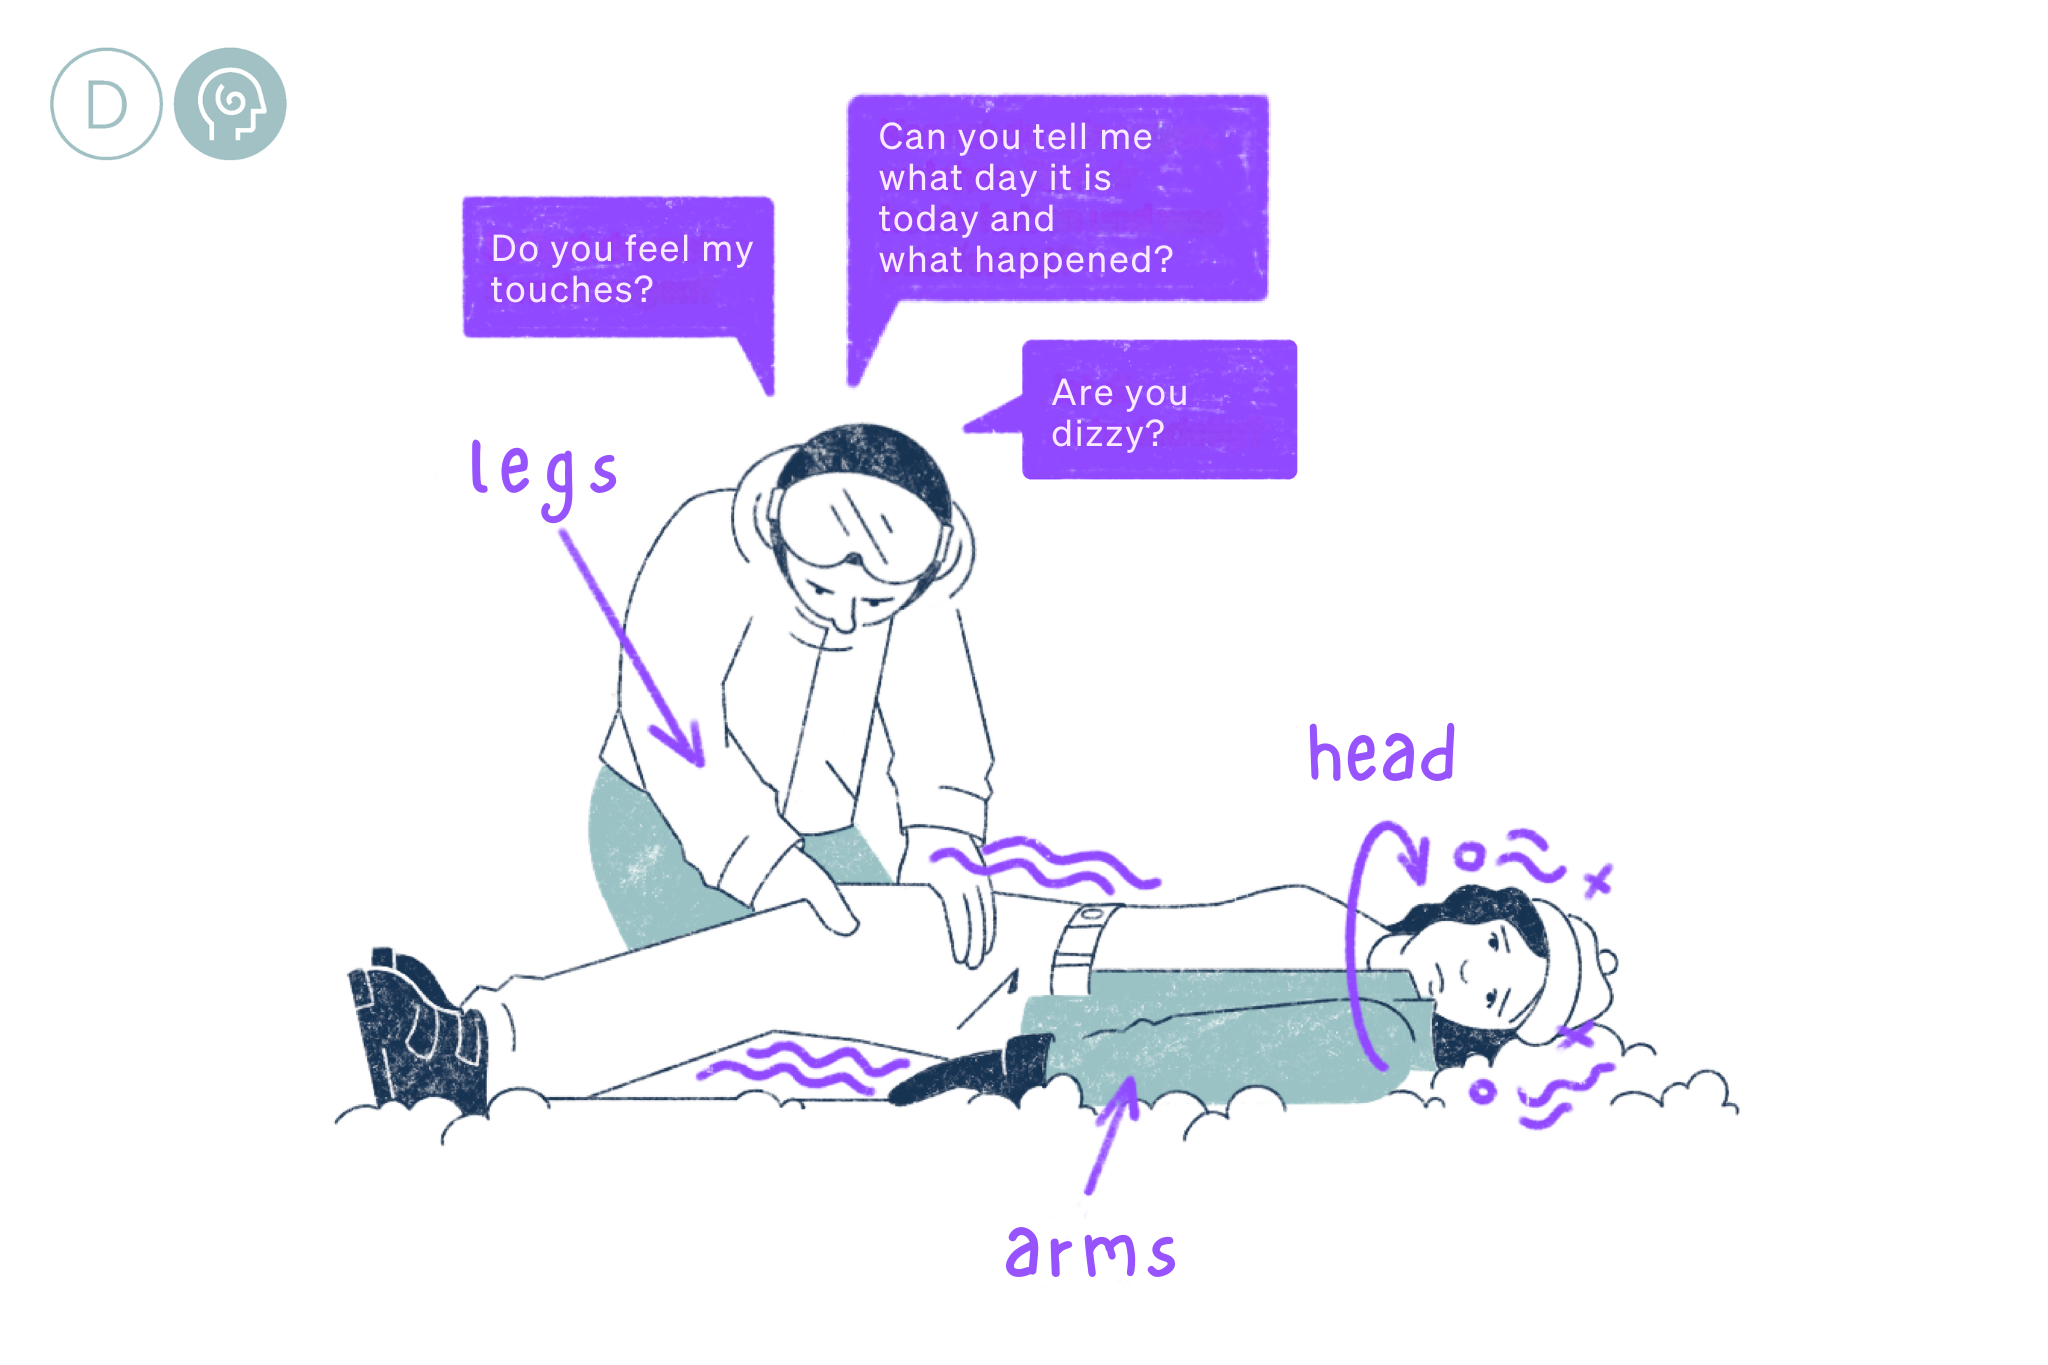 D
Do you feel my
touches?
Can you tell me
what day it is
today and
what happened?
Are you
dizzy?
legs
head
arms